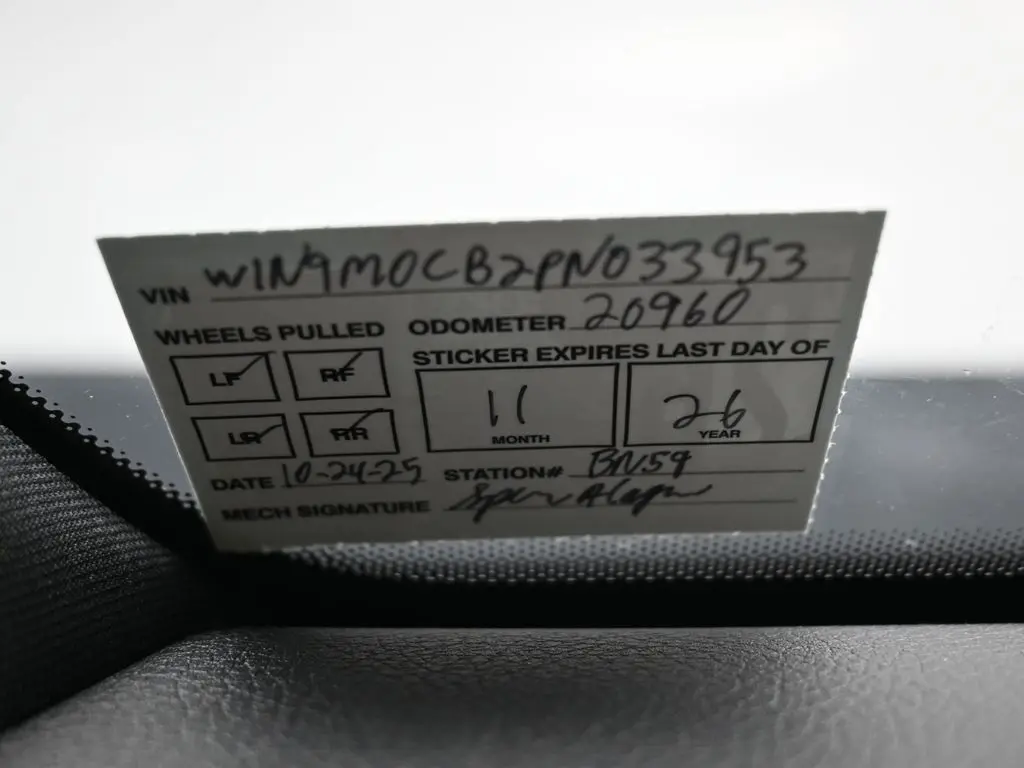 VIN W1N9M0CB2PN033953
WHEELS PULLED ODOMETER 20960
LF RF STICKER EXPIRES LAST DAY OF
11 26
LR RR MONTH YEAR
DATE 10-24-25 STATION# BN59
MECH SIGNATURE